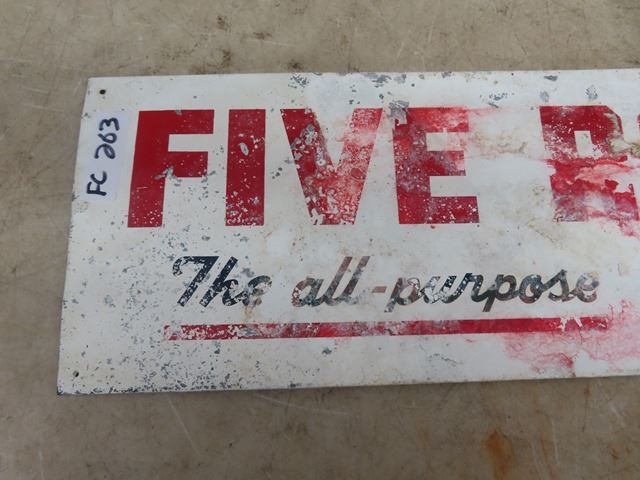 FC 263
FIVE
The all-purpose